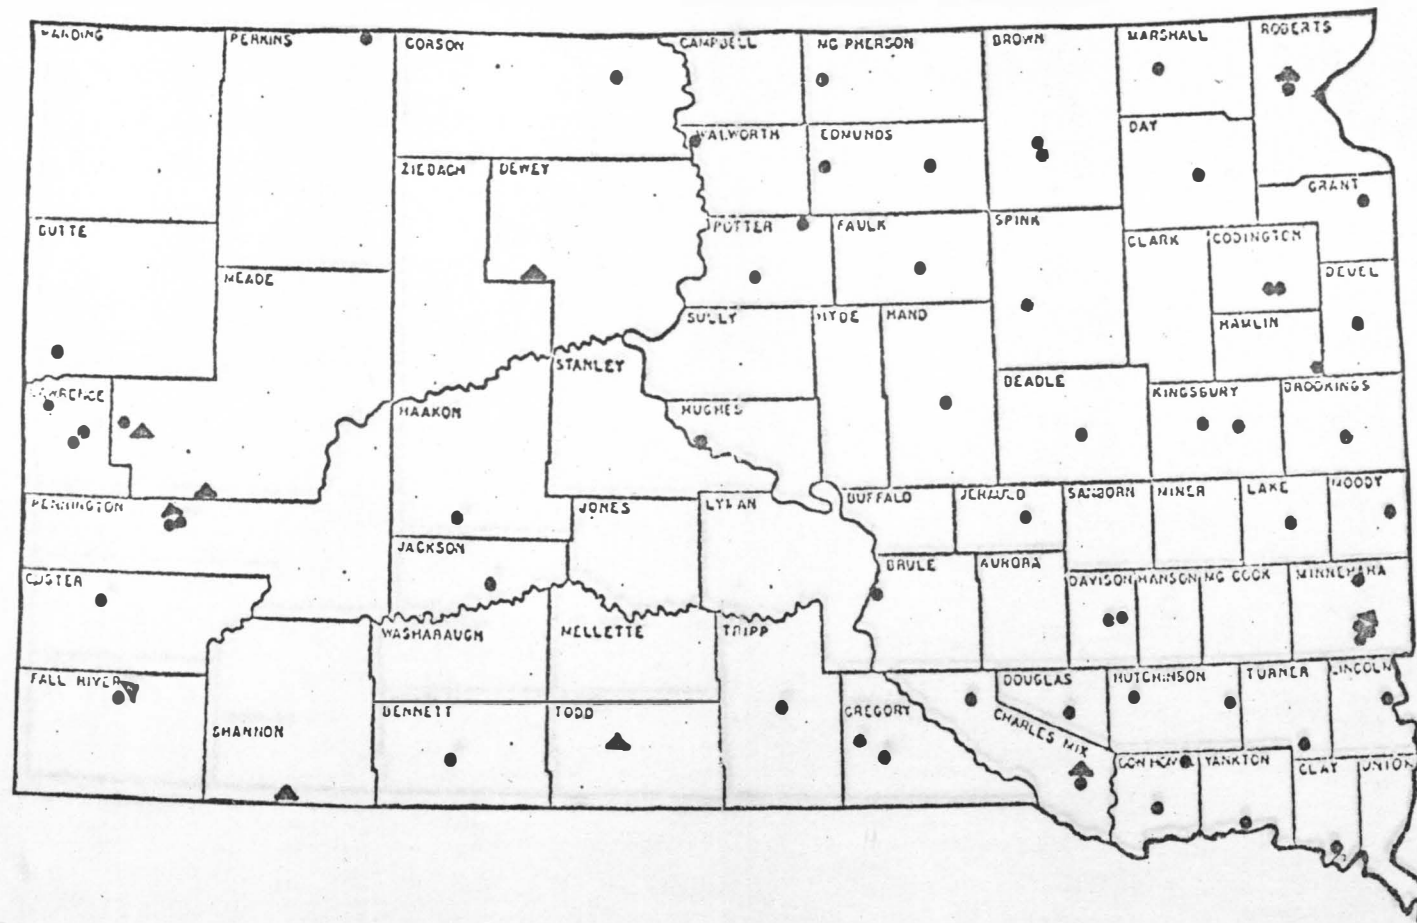 HARDING
PERKINS
CORSON
CAMPBELL
MC PHERSON
BROWN
MARSHALL
ROBERTS
WALWORTH
EDMUNDS
DAY
ZIEBACH
DEWEY
GRANT
BUTTE
POTTER
FAULK
SPINK
CLARK
CODINGTON
MEADE
DEUEL
SULLY
HYDE
HAND
HAMLIN
STANLEY
LAWRENCE
HAAKON
HUGHES
BEADLE
KINGSBURY
BROOKINGS
PENNINGTON
JONES
LYMAN
BUFFALO
JERAULD
SANBORN
MINER
LAKE
MOODY
JACKSON
CUSTER
BRULE
AURORA
DAVISON
HANSON
MC COOK
MINNEHAHA
WASHABAUGH
MELLETTE
TRIPP
FALL RIVER
DOUGLAS
HUTCHINSON
TURNER
LINCOLN
SHANNON
BENNETT
TODD
GREGORY
CHARLES MIX
BON HOMME
YANKTON
CLAY
UNION